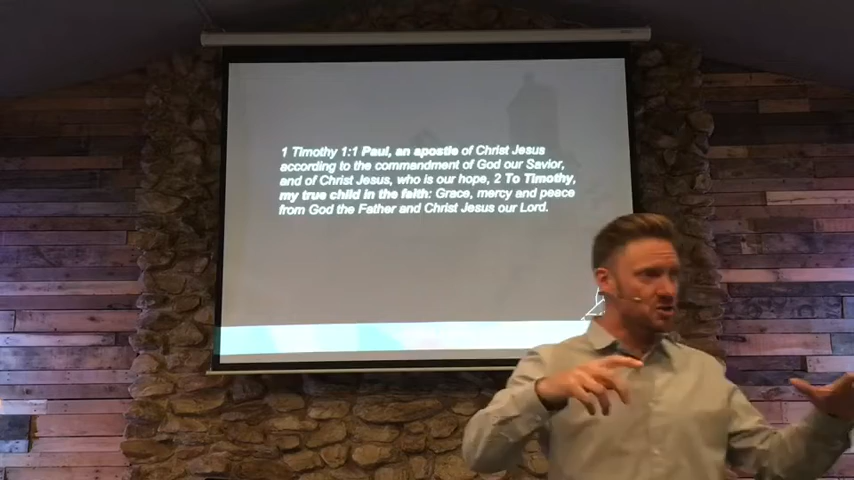 1 Timothy 1:1 Paul, an apostle of Christ Jesus
according to the commandment of God our Savior,
and of Christ Jesus, who is our hope, 2 To Timothy,
my true child in the faith: Grace, mercy and peace
from God the Father and Christ Jesus our Lord.